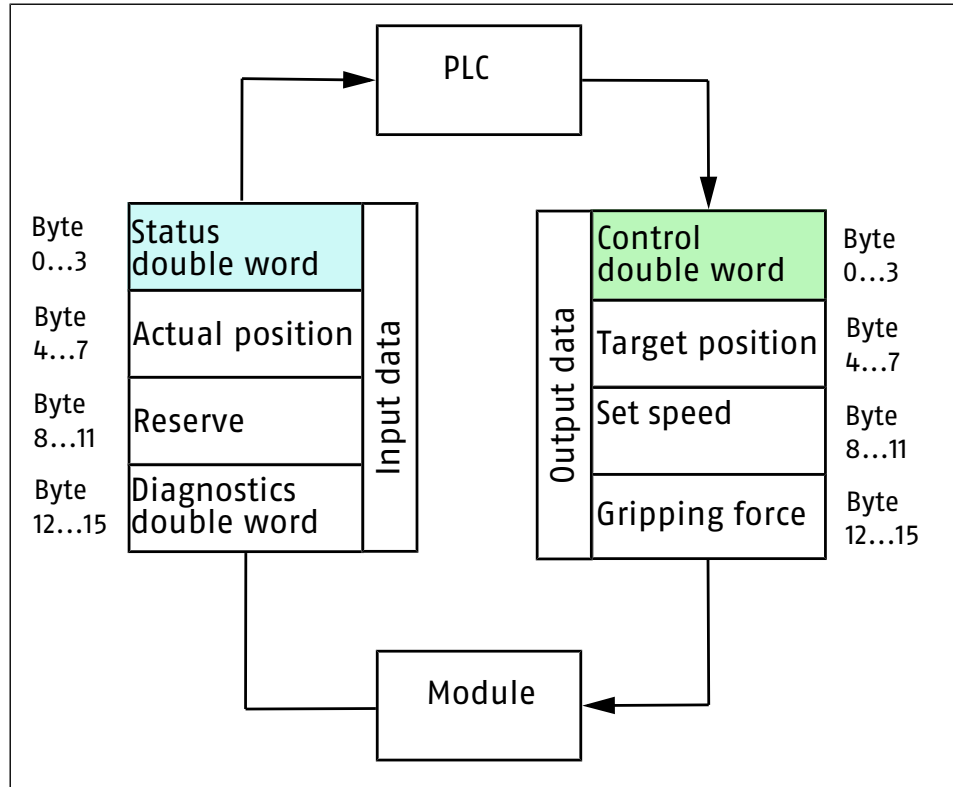 PLC
Byte
0...3
Status
double word
Byte
4...7
Actual position
Byte
8...11
Reserve
Byte
12...15
Diagnostics
double word
Input data
Output data
Control
double word
Byte
0...3
Target position
Byte
4...7
Set speed
Byte
8...11
Gripping force
Byte
12...15
Module